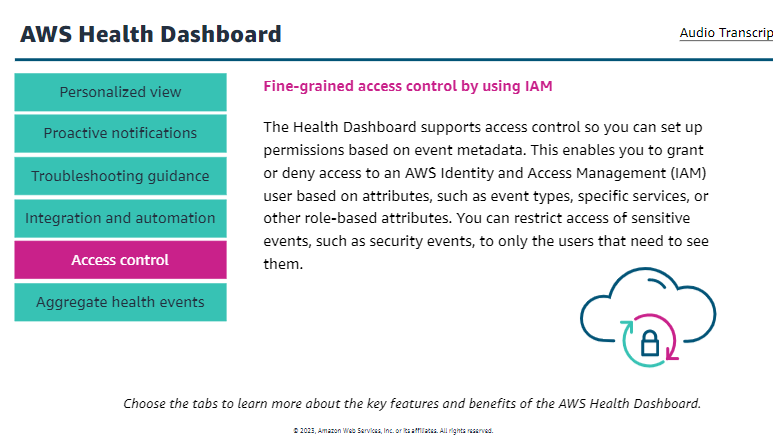 AWS Health Dashboard
Audio Transcrip
Personalized view
Proactive notifications
Troubleshooting guidance
Integration and automation
Access control
Aggregate health events
Fine-grained access control by using IAM
The Health Dashboard supports access control so you can set up
permissions based on event metadata. This enables you to grant
or deny access to an AWS Identity and Access Management (IAM)
user based on attributes, such as event types, specific services, or
other role-based attributes. You can restrict access of sensitive
events, such as security events, to only the users that need to see
them.
Choose the tabs to learn more about the key features and benefits of the AWS Health Dashboard.
© 2023, Amazon Web Services, Inc. or its affiliates. All rights reserved.